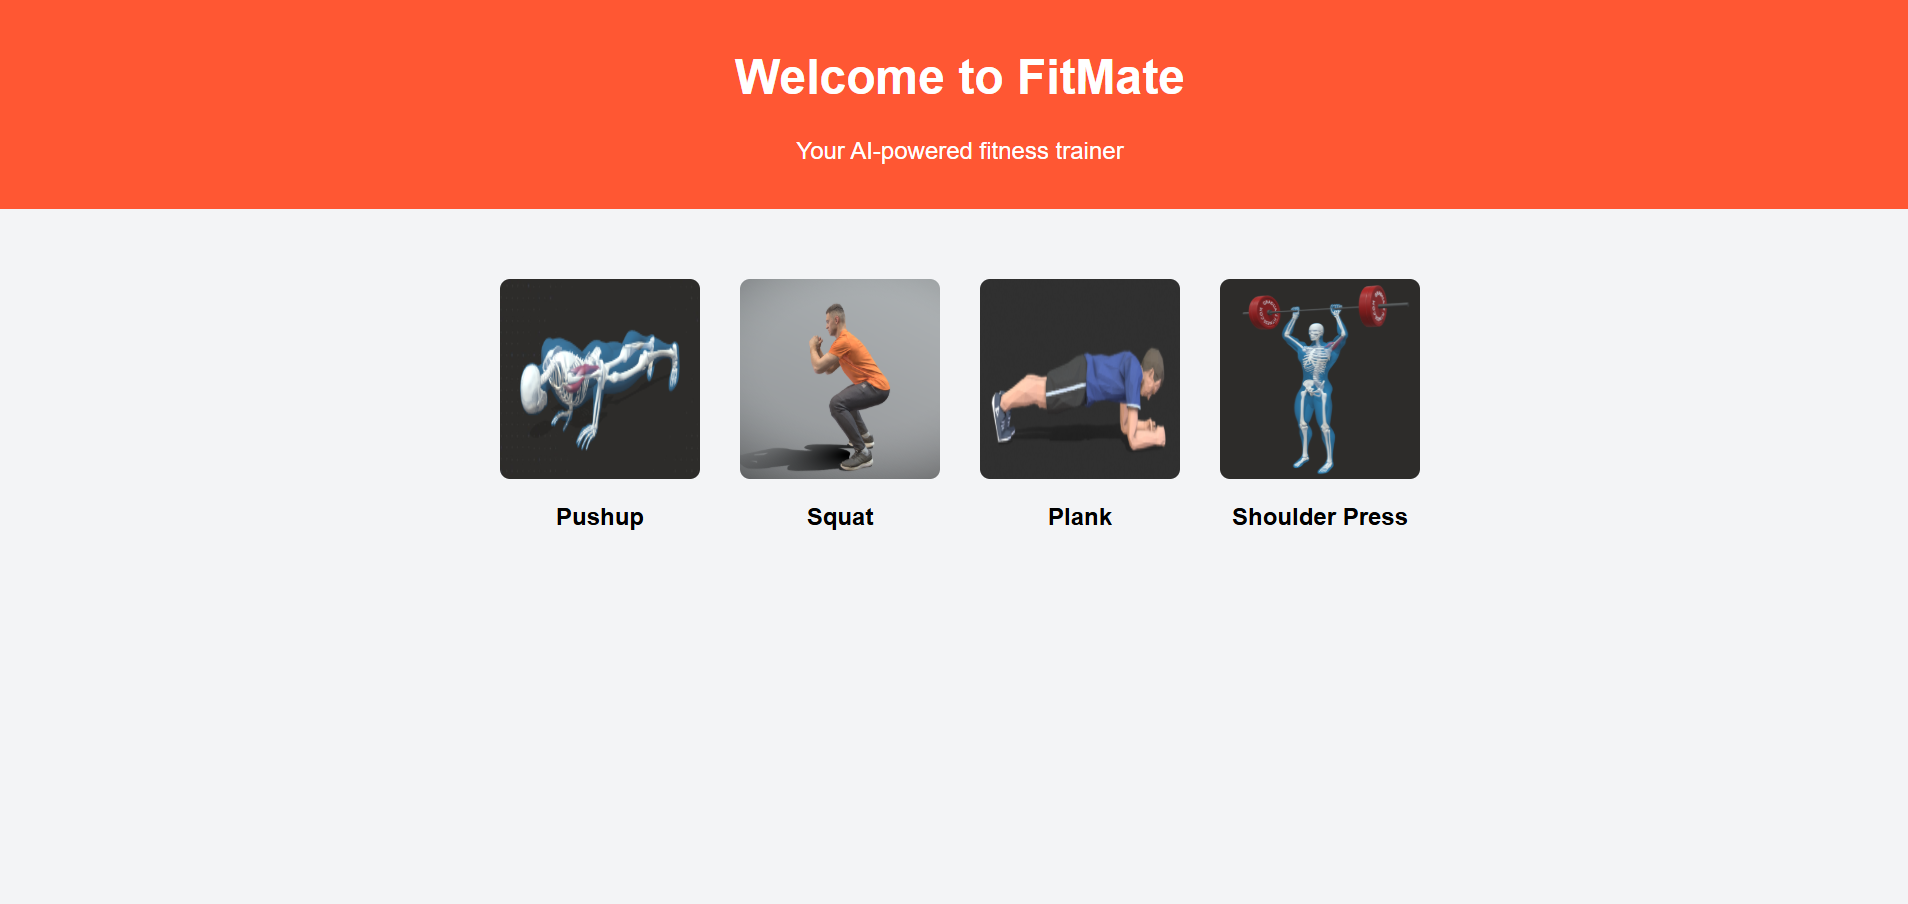 Welcome to FitMate
Your AI-powered fitness trainer
Pushup
Squat
Plank
Shoulder Press